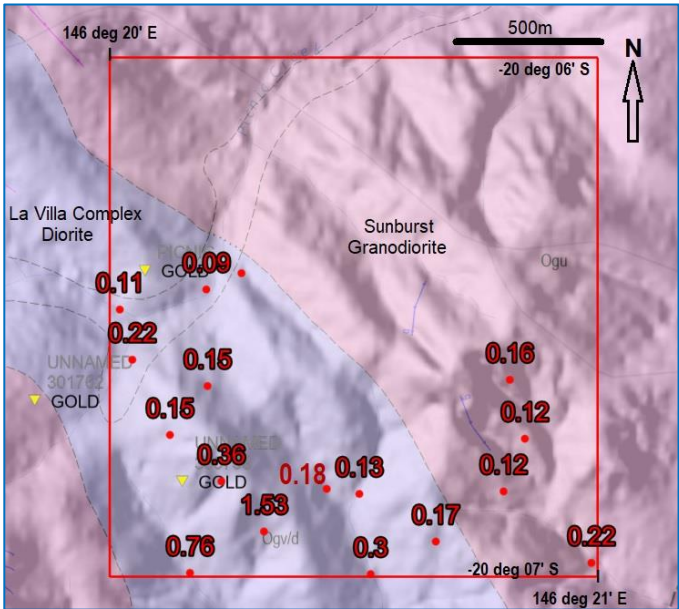 146 deg 20' E
500m
N
-20 deg 06' S
La Villa Complex
Diorite
Sunburst
Granodiorite
Ogu
PICNIC
GOLD
0.09
0.11
0.22
UNNAMED
301762
GOLD
0.15
0.16
0.15
0.12
UNNAMED
0.36
GOLD
0.18
0.13
0.12
1.53
Ogv/d
0.17
0.76
0.3
0.22
-20 deg 07' S
146 deg 21' E